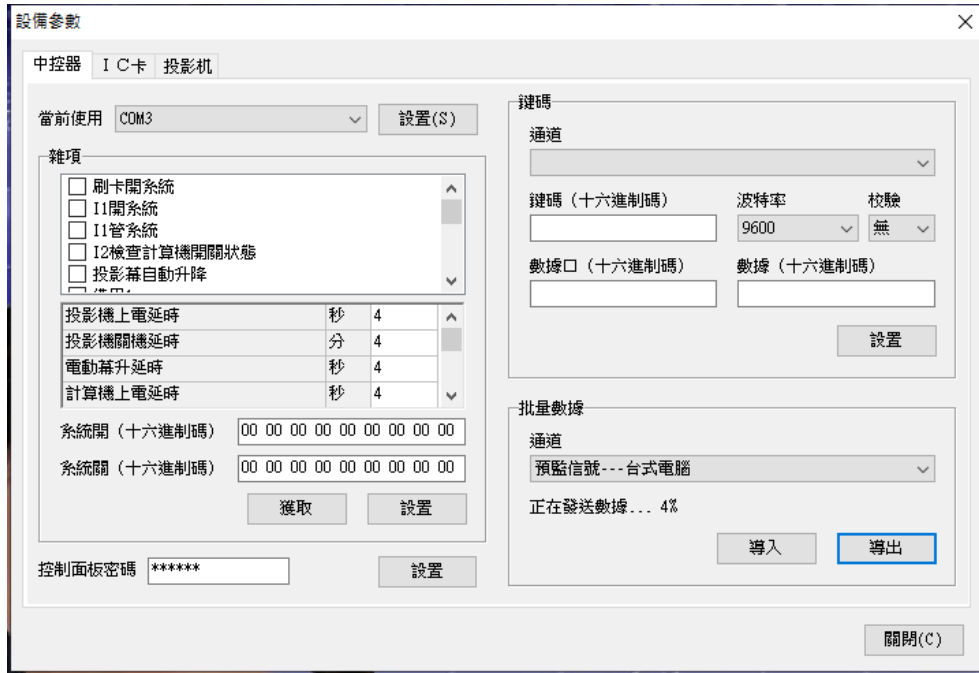 設備參數
中控器 ＩＣ卡 投影机
當前使用 COM3 設置(S)
雜項
刷卡開系統
I1開系統
I1管系統
I2檢查計算機開關狀態
投影幕自動升降
投影機上電延時 秒 4
投影機關機延時 分 4
電動幕升延時 秒 4
計算機上電延時 秒 4
系統開（十六進制碼） 00 00 00 00 00 00 00 00 00
系統關（十六進制碼） 00 00 00 00 00 00 00 00 00
獲取 設置
控制面板密碼 ****** 設置
鍵碼
通道
鍵碼（十六進制碼） 波特率 校驗
9600 無
數據口（十六進制碼） 數據（十六進制碼）
設置
批量數據
通道
預監信號---台式電腦
正在發送數據... 4%
導入 導出
關閉(C)